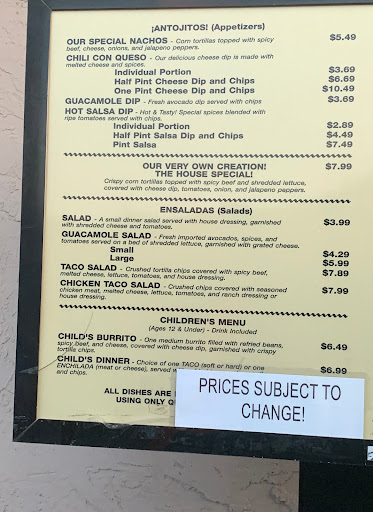 ¡ANTOJITOS! (Appetizers)
OUR SPECIAL NACHOS - Corn tortillas topped with spicy $5.49
beef, cheese, onions, and jalapeno peppers.
CHILI CON QUESO - Our delicious cheese dip is made with
melted cheese and spices.
Individual Portion $3.69
Half Pint Cheese Dip and Chips $6.69
One Pint Cheese Dip and Chips $10.49
GUACAMOLE DIP - Fresh avocado dip served with chips $3.69
HOT SALSA DIP - Hot & Tasty! Special spices blended with
ripe tomatoes served with chips.
Individual Portion $2.89
Half Pint Salsa Dip and Chips $4.49
Pint Salsa $7.49
OUR VERY OWN CREATION! $7.99
THE HOUSE SPECIAL!
Crispy corn tortillas topped with spicy beef and shredded lettuce,
covered with cheese dip, tomatoes, onion, and jalapeno peppers.
ENSALADAS (Salads)
SALAD - A small dinner salad served with house dressing, garnished $3.99
with shredded cheese and tomatoes.
GUACAMOLE SALAD - Fresh imported avocados, spices, and
tomatoes served on a bed of shredded lettuce, garnished with grated cheese.
Small $4.29
Large $5.99
TACO SALAD - Crushed tortilla chips covered with spicy beef, $7.89
melted cheese, lettuce, tomatoes, and house dressing.
CHICKEN TACO SALAD - Crushed chips covered with seasoned $7.99
chicken meat, melted cheese, lettuce, tomatoes, and ranch dressing or
house dressing.
CHILDREN'S MENU
(Ages 12 & Under) - Drink Included
CHILD'S BURRITO - One medium burrito filled with refried beans, $6.49
spicy beef, and cheese, covered with cheese dip, garnished with crispy
tortilla chips.
CHILD'S DINNER - Choice of one TACO (soft or hard) or one $6.99
ENCHILADA (meat or cheese), served
and chips.
ALL DISHES ARE
USING ONLY
PRICES SUBJECT TO
CHANGE!